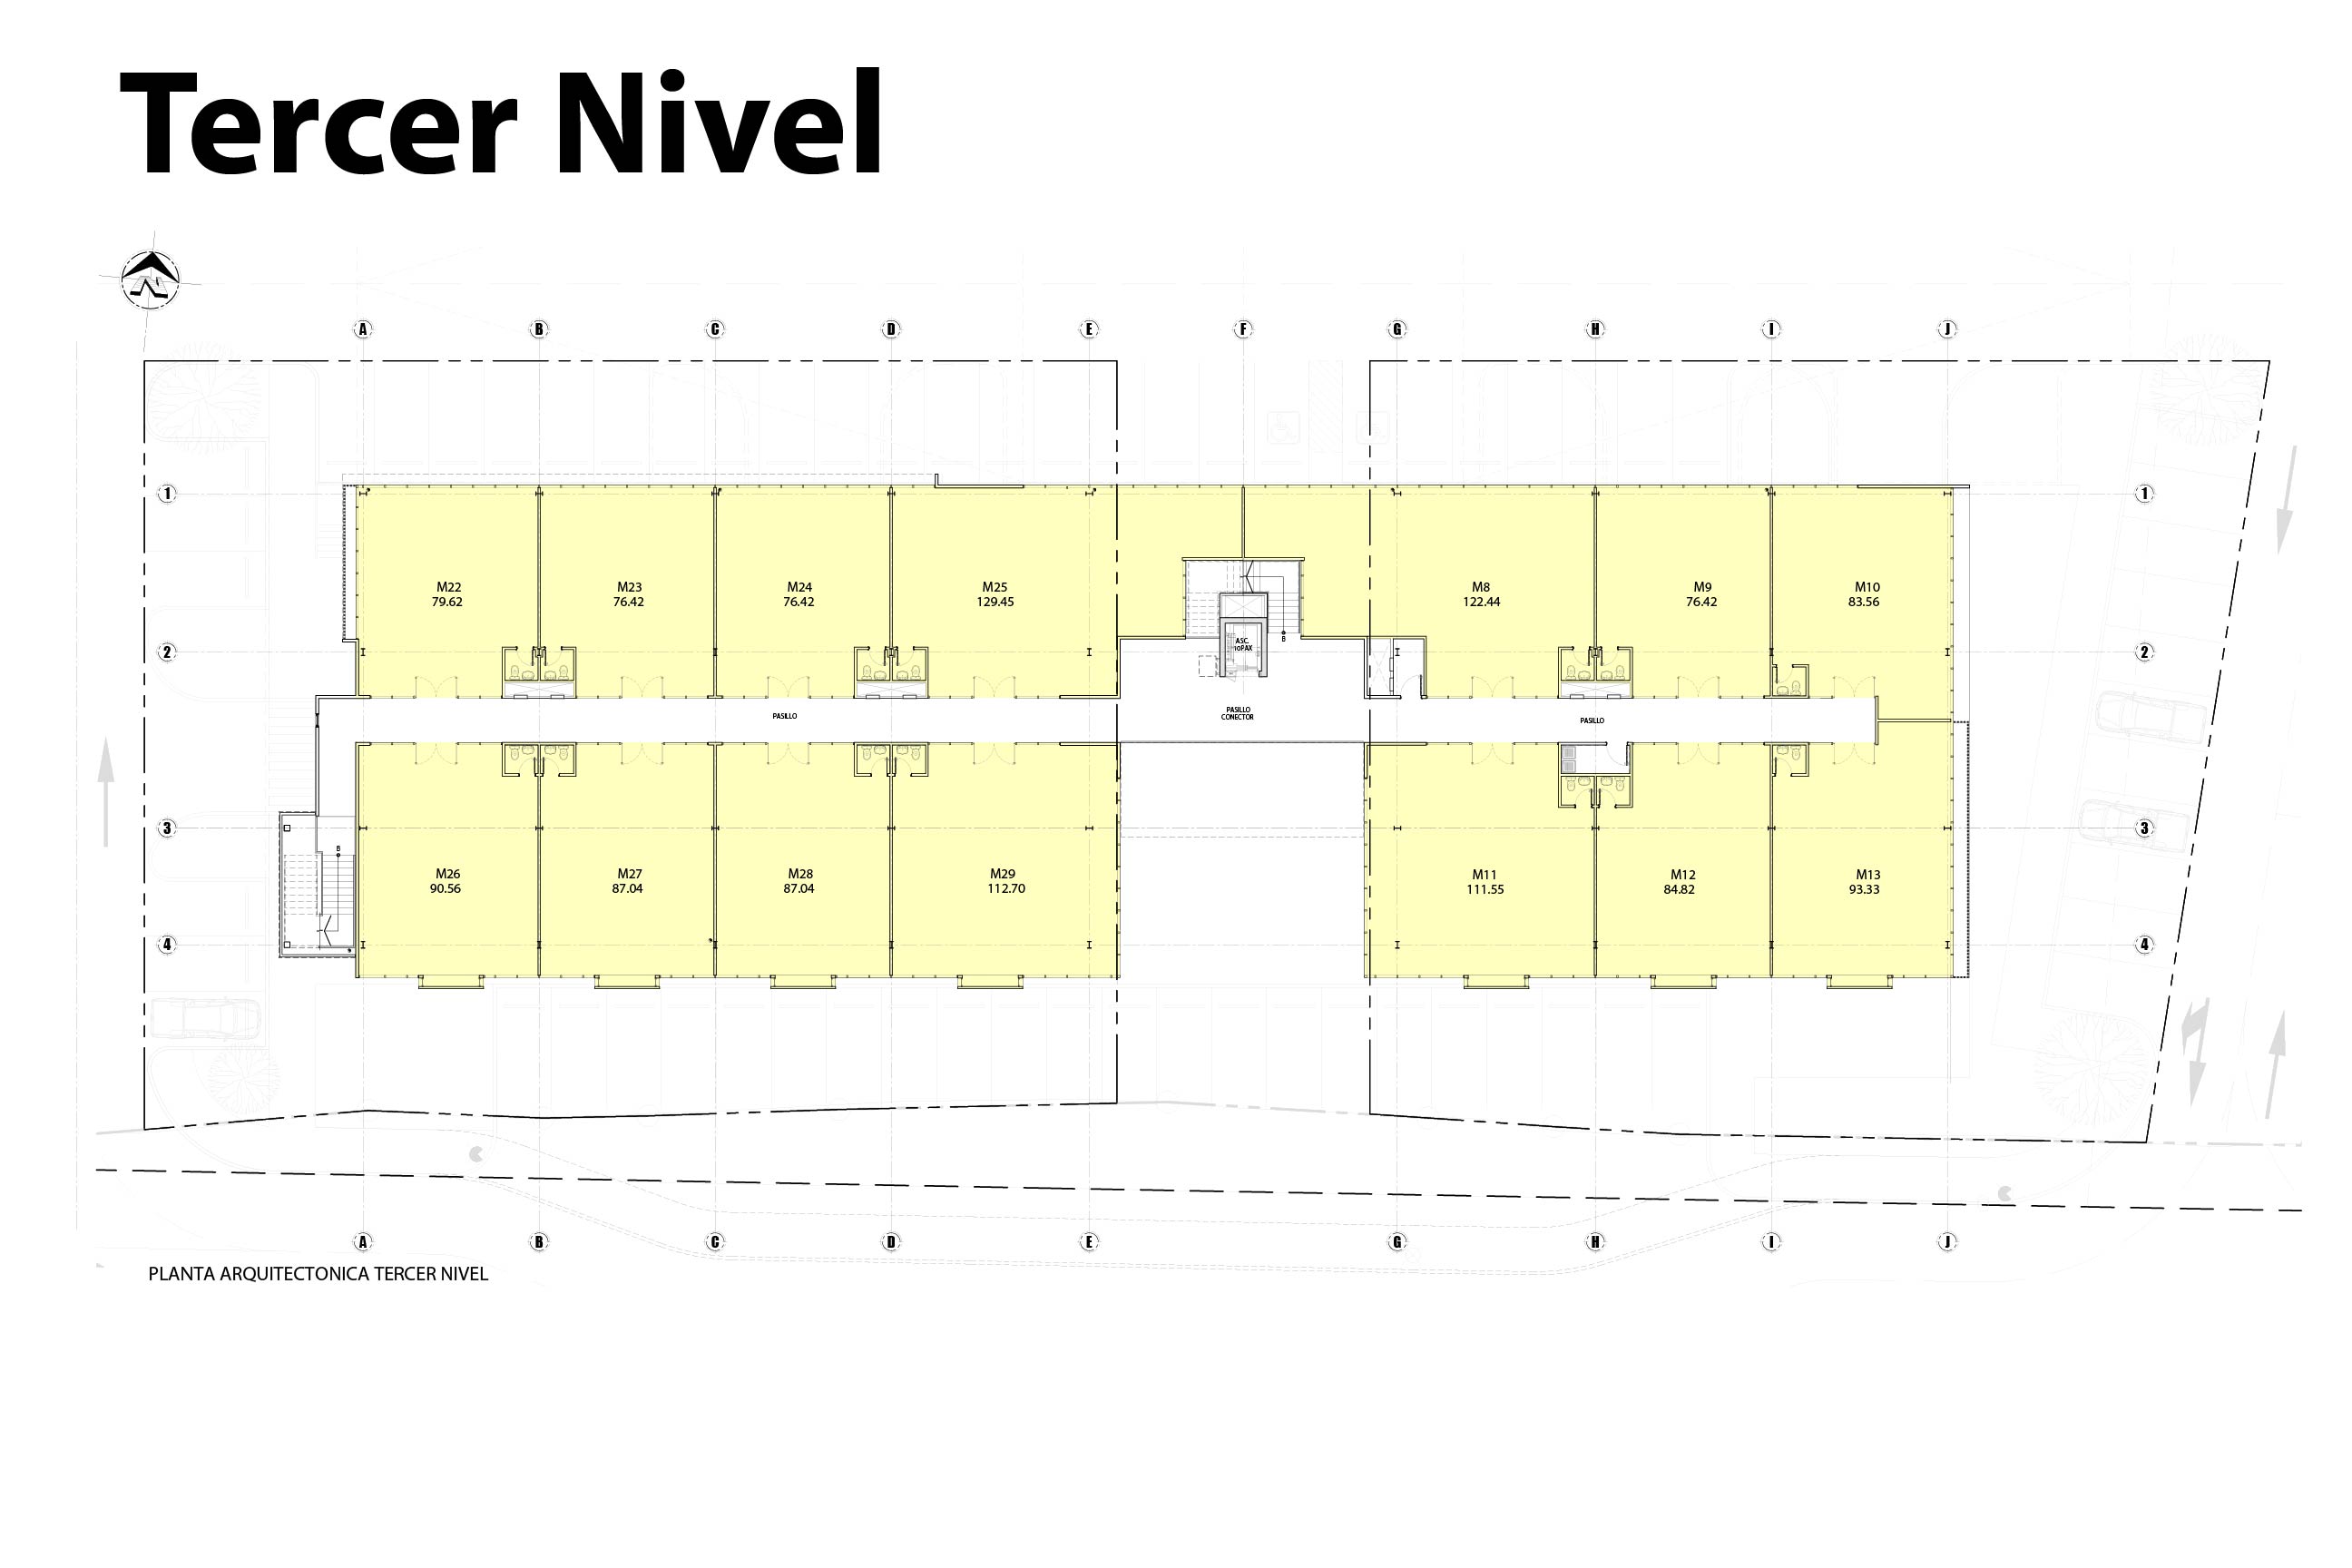 Tercer Nivel
N
A B C D E F G H I J
1 1
M22 M23 M24 M25 M8 M9 M10
79.62 76.42 76.42 129.45 122.44 76.42 83.56
B
ASC.
10PAX
2 2
PASILLO
CONECTOR
PASILLO PASILLO
3 3
B
M26 M27 M28 M29 M11 M12 M13
90.56 87.04 87.04 112.70 111.55 84.82 93.33
4 4
A B C D E G H I J
PLANTA ARQUITECTONICA TERCER NIVEL